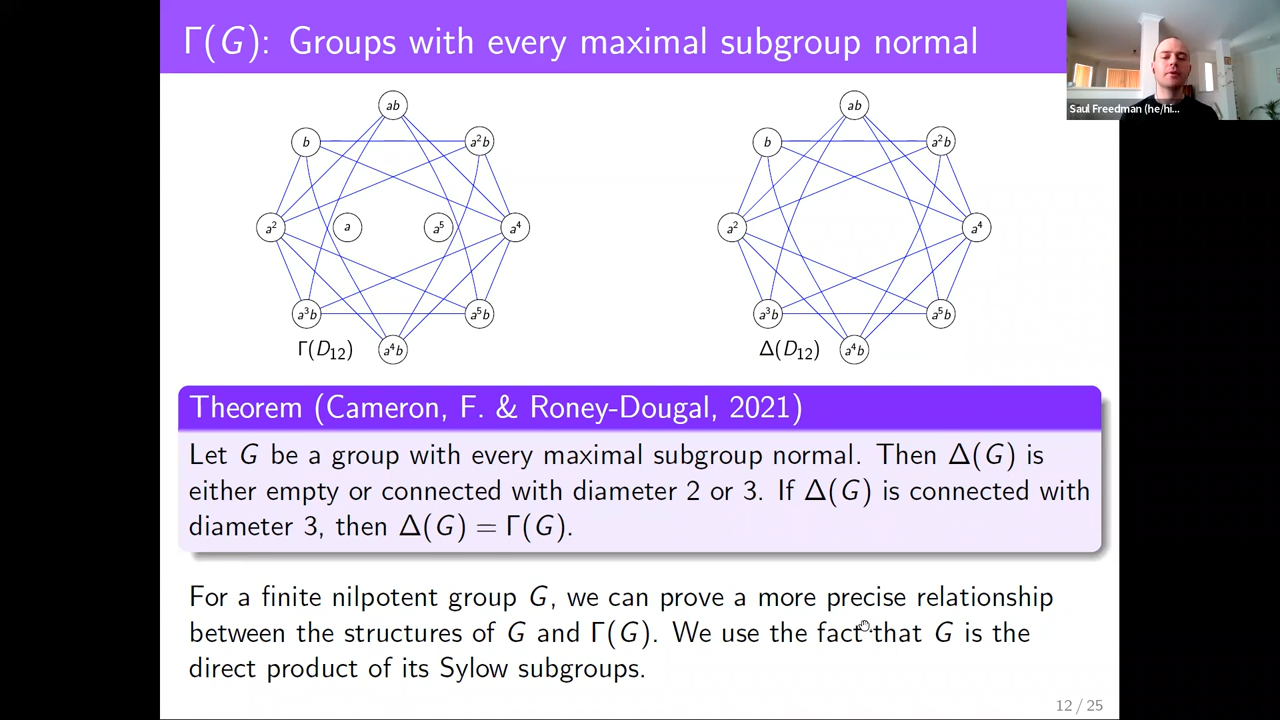 Γ(G): Groups with every maximal subgroup normal
Saul Freedman (he/hi...
ab
b
a²b
a²
a
a⁵
a⁴
a³b
a⁵b
Γ(D₁₂)
a⁴b
ab
b
a²b
a²
a⁴
a³b
a⁵b
Δ(D₁₂)
a⁴b
Theorem (Cameron, F. & Roney-Dougal, 2021)
Let G be a group with every maximal subgroup normal. Then Δ(G) is
either empty or connected with diameter 2 or 3. If Δ(G) is connected with
diameter 3, then Δ(G) = Γ(G).
For a finite nilpotent group G, we can prove a more precise relationship
between the structures of G and Γ(G). We use the fact that G is the
direct product of its Sylow subgroups.
12 / 25